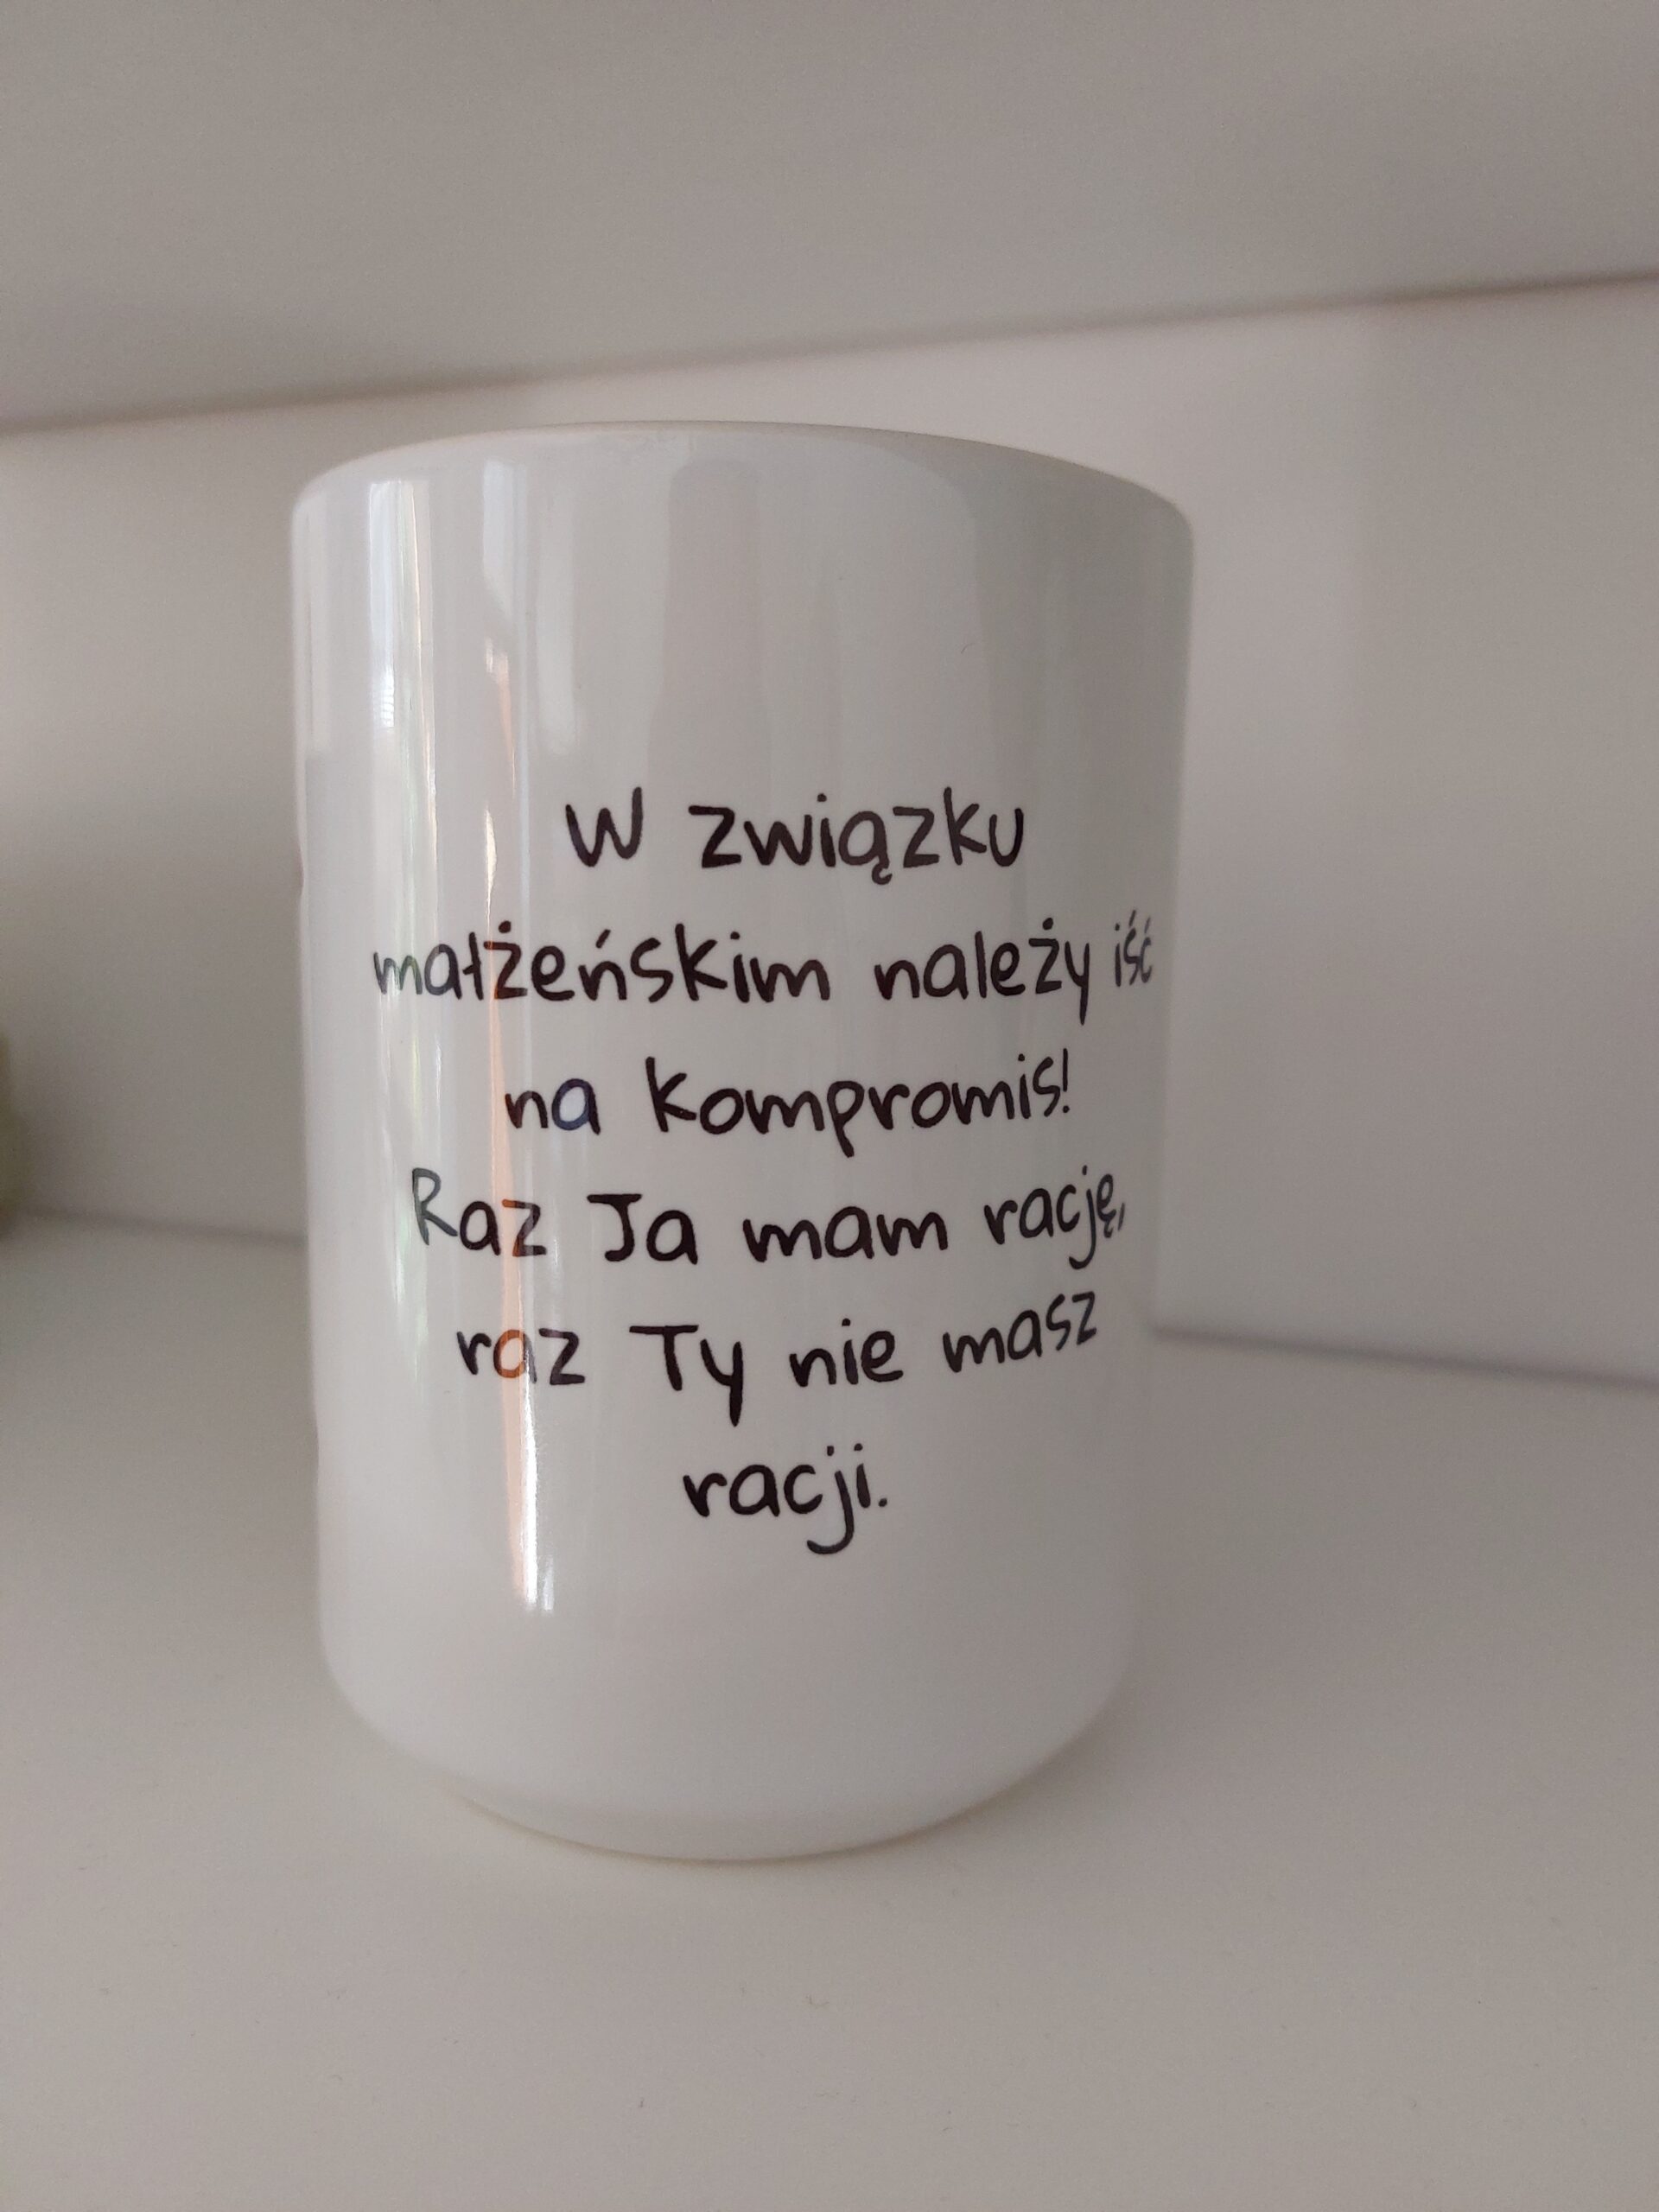 W związku
małżeńskim należy iść
na kompromis!
Raz Ja mam rację,
raz Ty nie masz
racji.